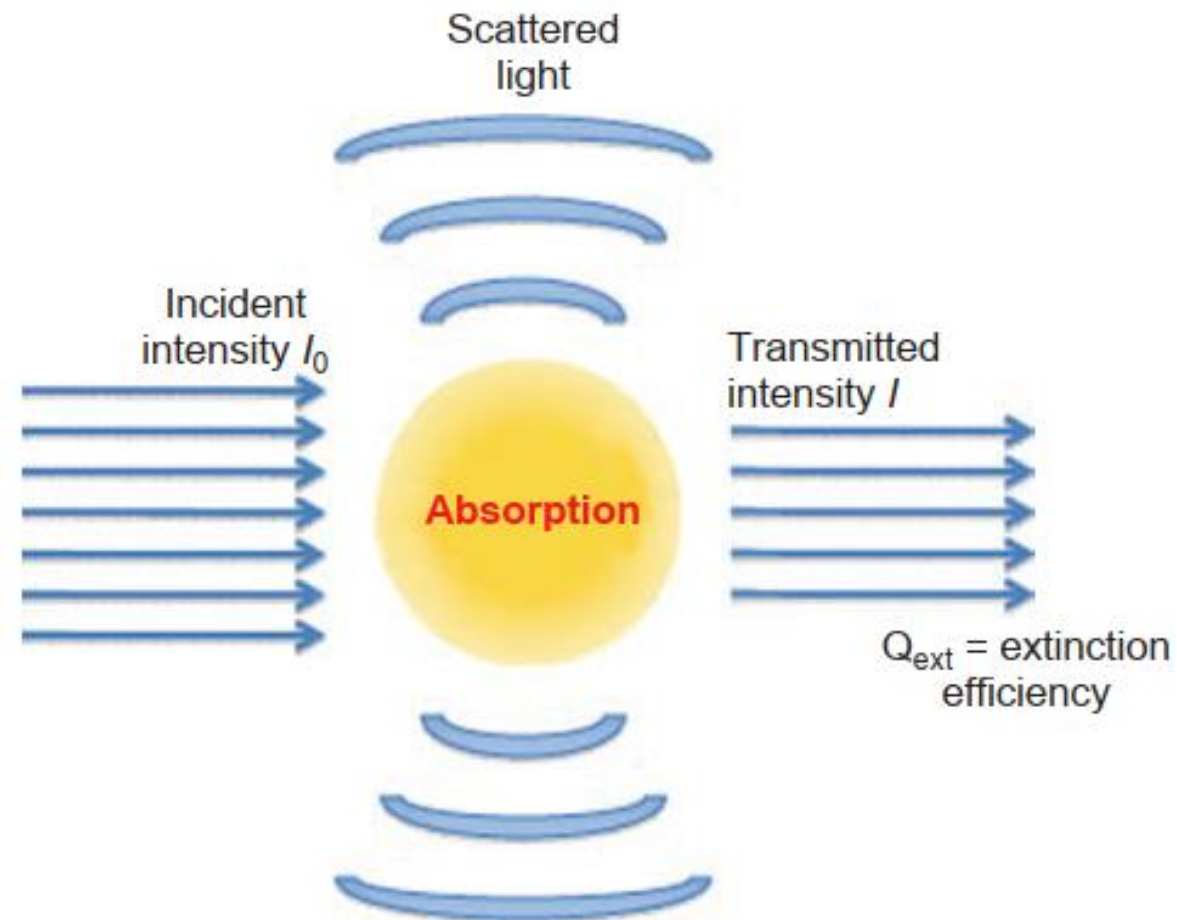 Scattered
light
Incident
intensity I₀
Transmitted
intensity I
Absorption
Qₑₓₜ = extinction
efficiency